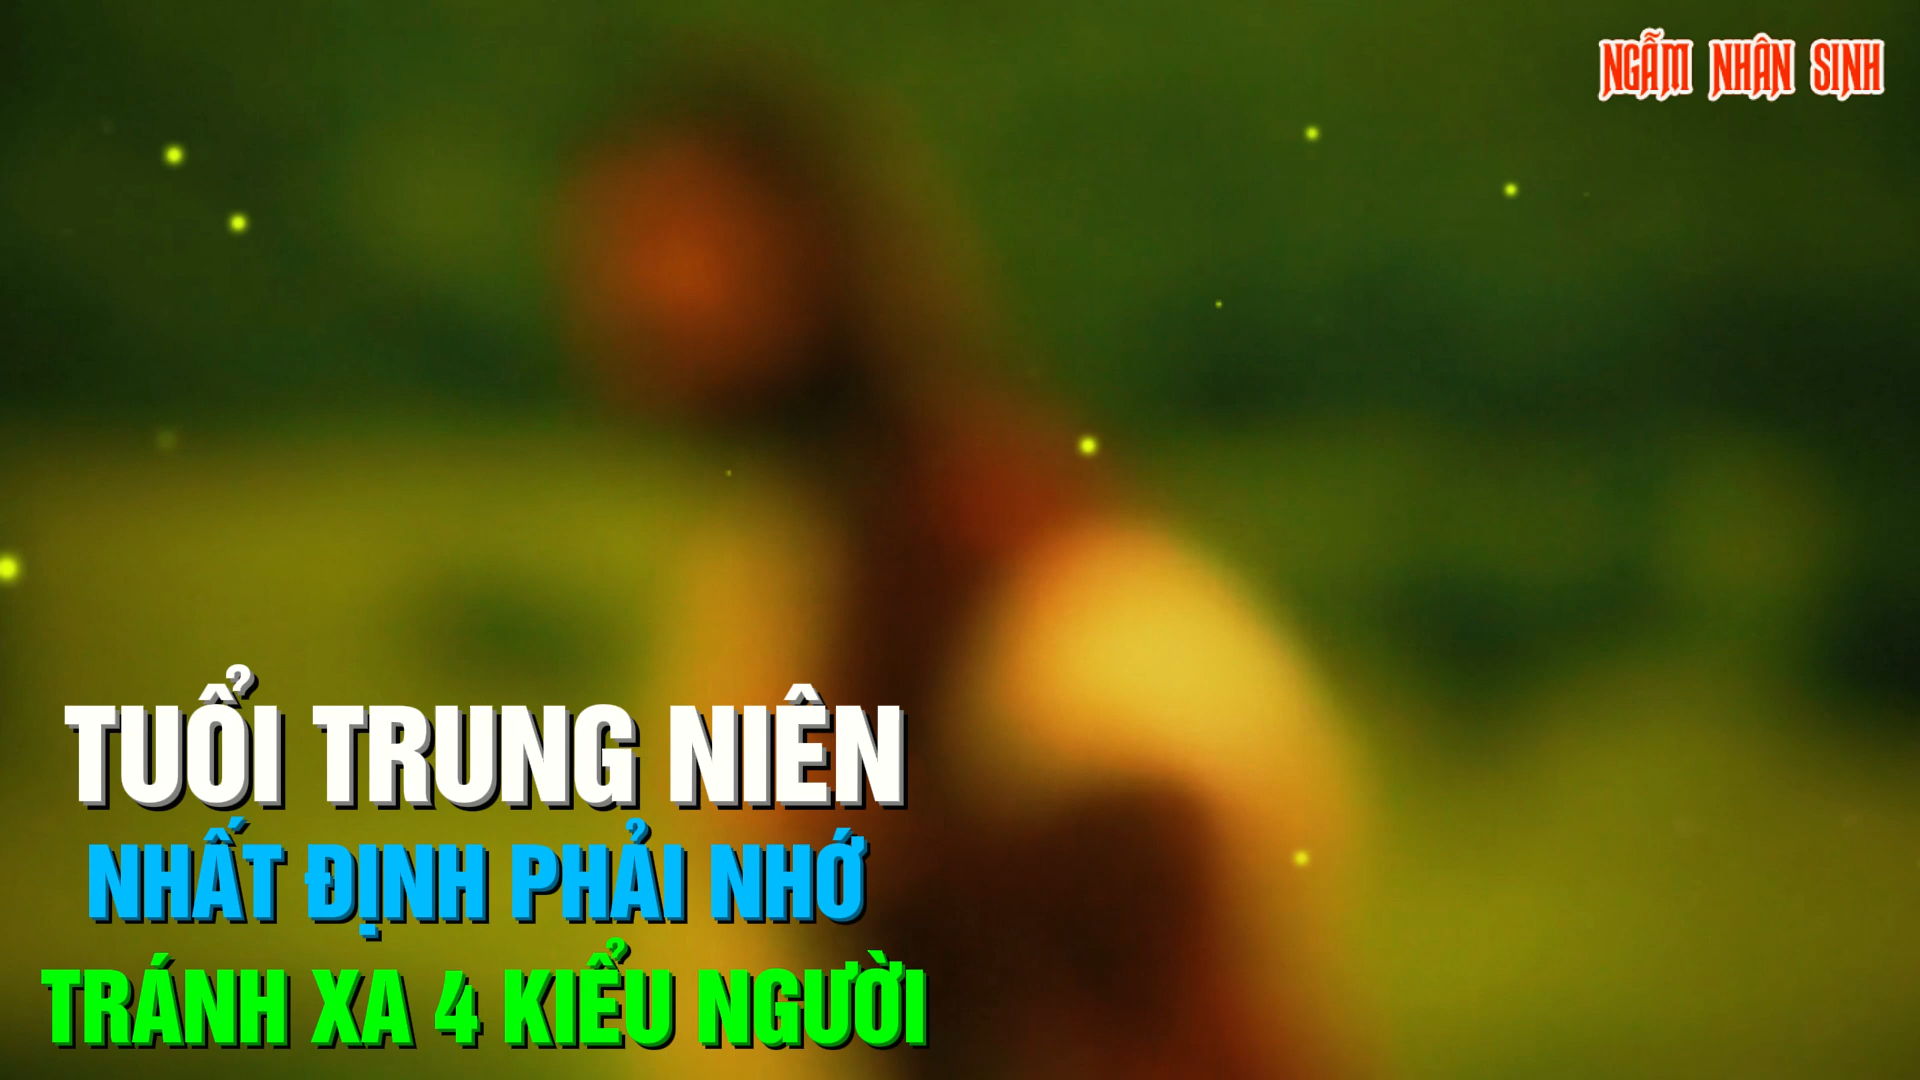 NGẪM NHÂN SINH
TUỔI TRUNG NIÊN
NHẤT ĐỊNH PHẢI NHỚ
TRÁNH XA 4 KIỂU NGƯỜI